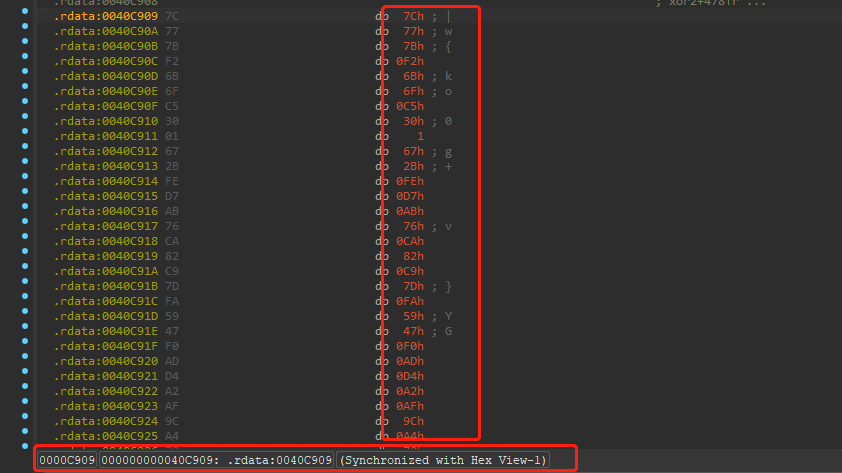 .rdata:0040C909 7C db 7Ch ; |
.rdata:0040C90A 77 db 77h ; w
.rdata:0040C90B 7B db 7Bh ; {
.rdata:0040C90C F2 db 0F2h
.rdata:0040C90D 6B db 6Bh ; k
.rdata:0040C90E 6F db 6Fh ; o
.rdata:0040C90F C5 db 0C5h
.rdata:0040C910 30 db 30h ; 0
.rdata:0040C911 01 db 1
.rdata:0040C912 67 db 67h ; g
.rdata:0040C913 2B db 2Bh ; +
.rdata:0040C914 FE db 0FEh
.rdata:0040C915 D7 db 0D7h
.rdata:0040C916 AB db 0ABh
.rdata:0040C917 76 db 76h ; v
.rdata:0040C918 CA db 0CAh
.rdata:0040C919 82 db 82h
.rdata:0040C91A C9 db 0C9h
.rdata:0040C91B 7D db 7Dh ; }
.rdata:0040C91C FA db 0FAh
.rdata:0040C91D 59 db 59h ; Y
.rdata:0040C91E 47 db 47h ; G
.rdata:0040C91F F0 db 0F0h
.rdata:0040C920 AD db 0ADh
.rdata:0040C921 D4 db 0D4h
.rdata:0040C922 A2 db 0A2h
.rdata:0040C923 AF db 0AFh
.rdata:0040C924 9C db 9Ch
.rdata:0040C925 A4 db 0A4h
0000C909 000000000040C909: .rdata:0040C909 (Synchronized with Hex View-1)